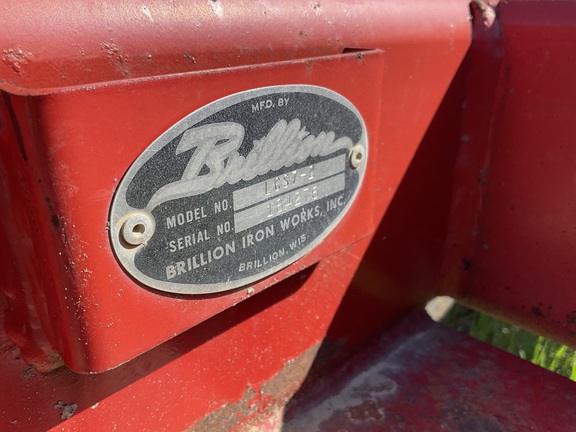 MFD. BY
Brillion
MODEL NO.
SERIAL NO.
BRILLION IRON WORKS, INC.
BRILLION, WIS.